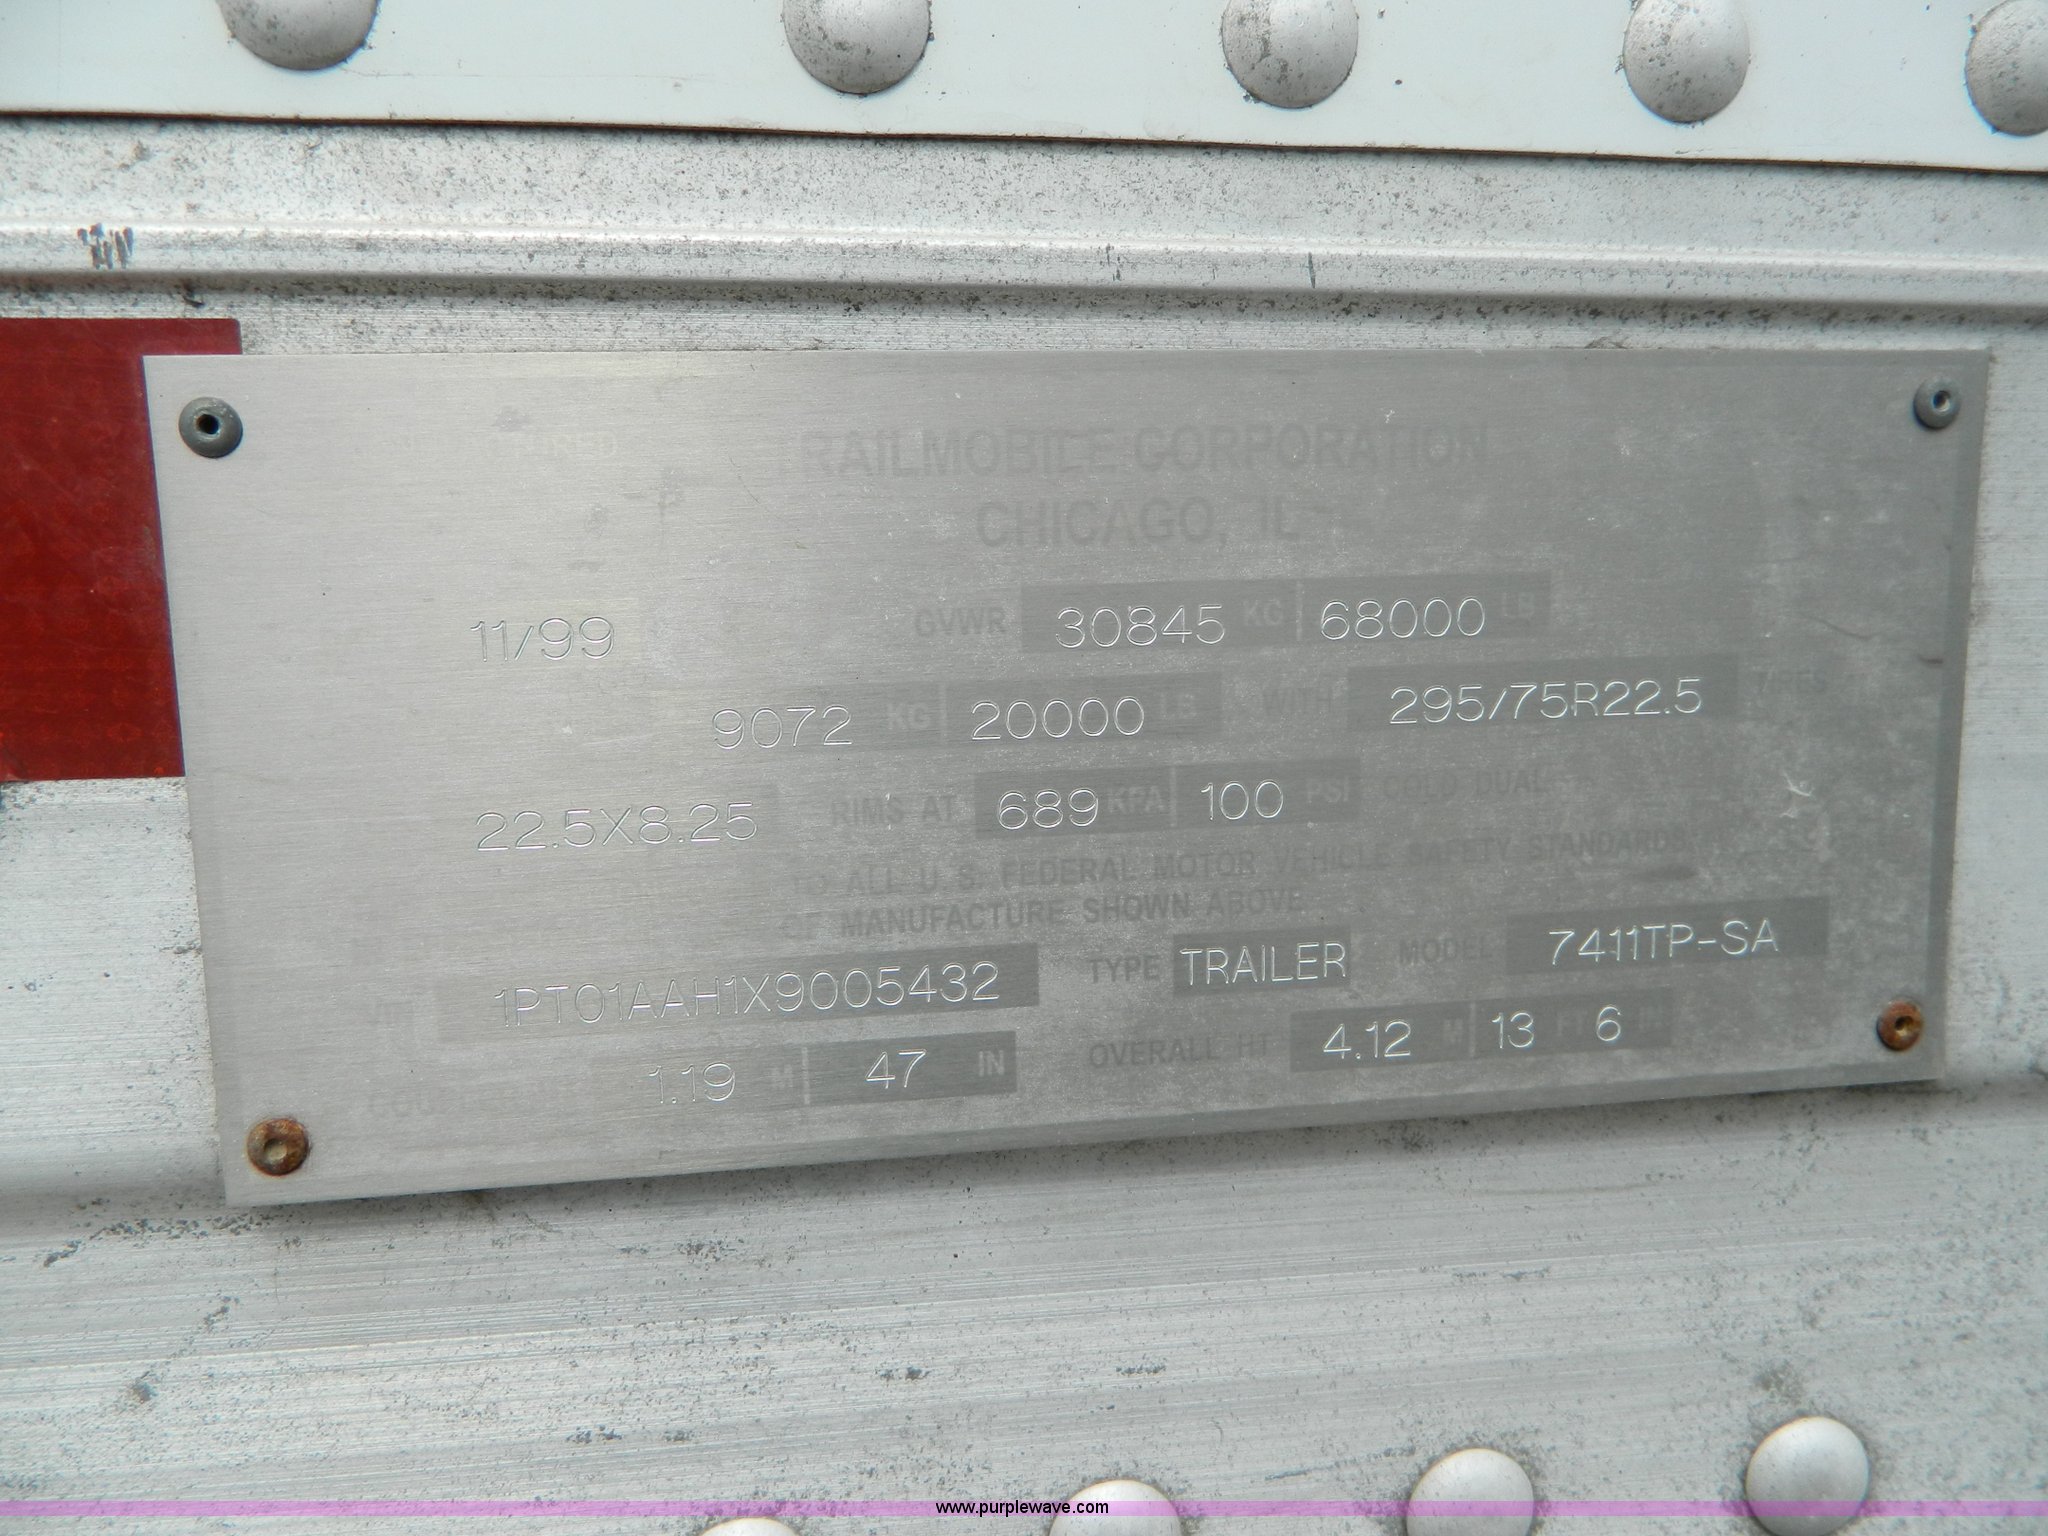 TRAILMOBILE CORPORATION
CHICAGO, IL
11/99 GVWR 30845 KG 68000 LB
9072 KG 20000 LB WITH 295/75R22.5 TIRES
22.5X8.25 RIMS AT 689 KPA 100 PSI COLD DUAL
TO ALL U.S. FEDERAL MOTOR VEHICLE SAFETY STANDARDS
OF MANUFACTURE SHOWN ABOVE
1PT01AAH1X9005432 TYPE TRAILER MODEL 7411TP-SA
1.19 M 47 IN OVERALL HT 4.12 M 13 FT 6 IN
www.purplewave.com